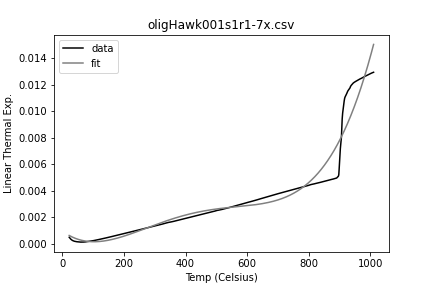 oligHawk001s1r1-7x.csv
data
fit
Linear Thermal Exp.
0.014
0.012
0.010
0.008
0.006
0.004
0.002
0.000
0 200 400 600 800 1000
Temp (Celsius)